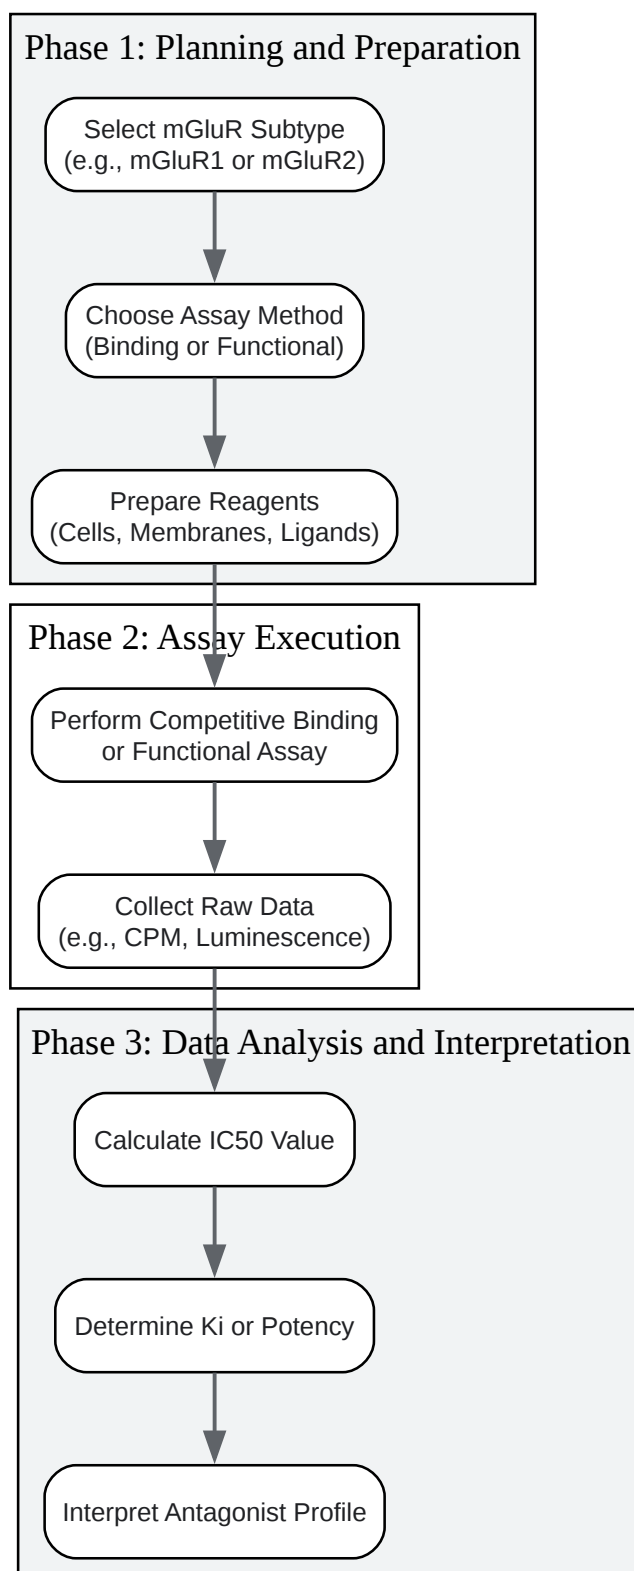 Phase 1: Planning and Preparation
Select mGluR Subtype
(e.g., mGluR1 or mGluR2)
Choose Assay Method
(Binding or Functional)
Prepare Reagents
(Cells, Membranes, Ligands)
Phase 2: Assay Execution
Perform Competitive Binding
or Functional Assay
Collect Raw Data
(e.g., CPM, Luminescence)
Phase 3: Data Analysis and Interpretation
Calculate IC50 Value
Determine Ki or Potency
Interpret Antagonist Profile